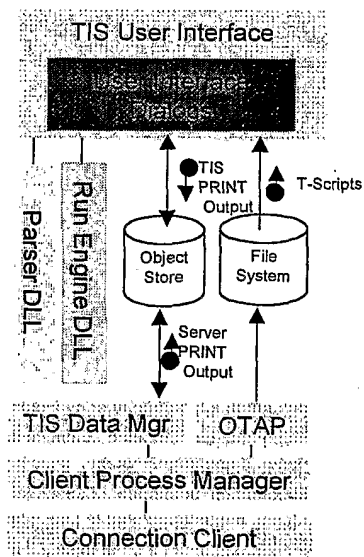 TIS User Interface
User Interface
Dialogs
TIS
PRINT
Output
T-Scripts
Parser DLL
Run Engine DLL
Object
Store
File
System
Server
PRINT
Output
TIS Data Mgr
OTAP
Client Process Manager
Connection Client